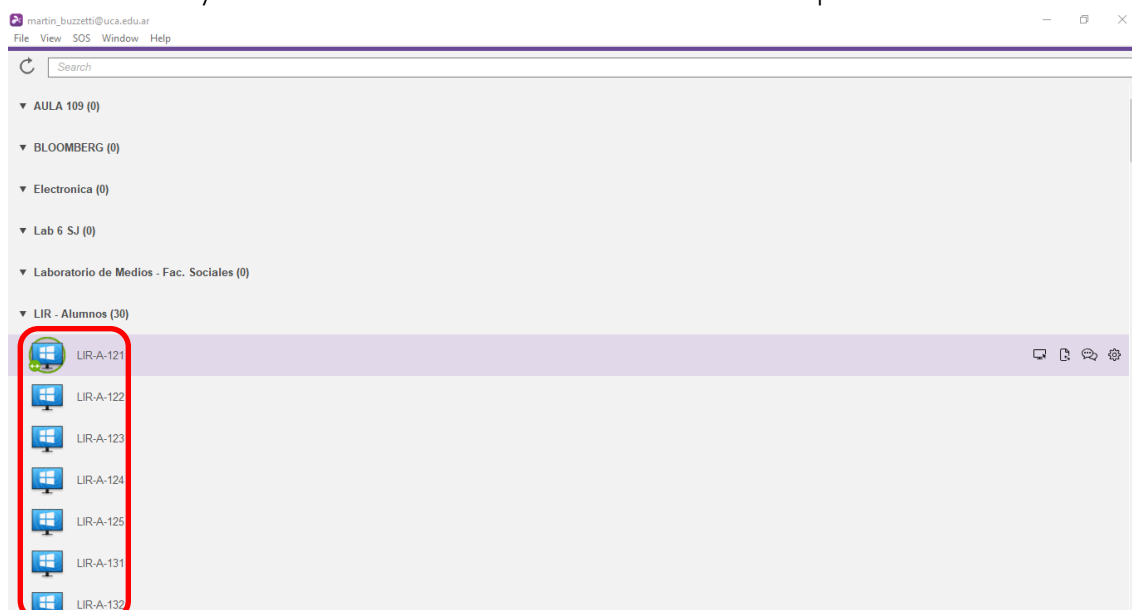 martin_buzzetti@uca.edu.ar
File View SOS Window Help
Search
AULA 109 (0)
BLOOMBERG (0)
Electronica (0)
Lab 6 SJ (0)
Laboratorio de Medios - Fac. Sociales (0)
LIR - Alumnos (30)
LIR-A-121
LIR-A-122
LIR-A-123
LIR-A-124
LIR-A-125
LIR-A-131
LIR-A-132